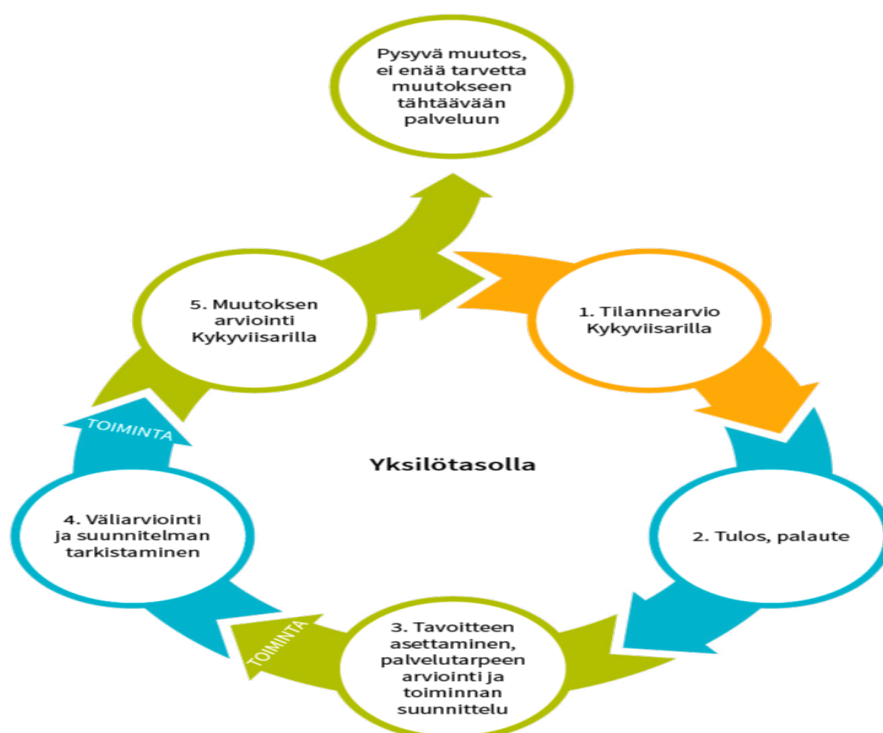 Pysyvä muutos,
ei enää tarvetta
muutokseen
tähtäävään
palveluun
1. Tilannearvio
Kykyviisarilla
2. Tulos, palaute
3. Tavoitteen
asettaminen,
palvelutarpeen
arviointi ja
toiminnan
suunnittelu
TOIMINTA
4. Väliarviointi
ja suunnitelman
tarkistaminen
TOIMINTA
5. Muutoksen
arviointi
Kykyviisarilla
Yksilötasolla